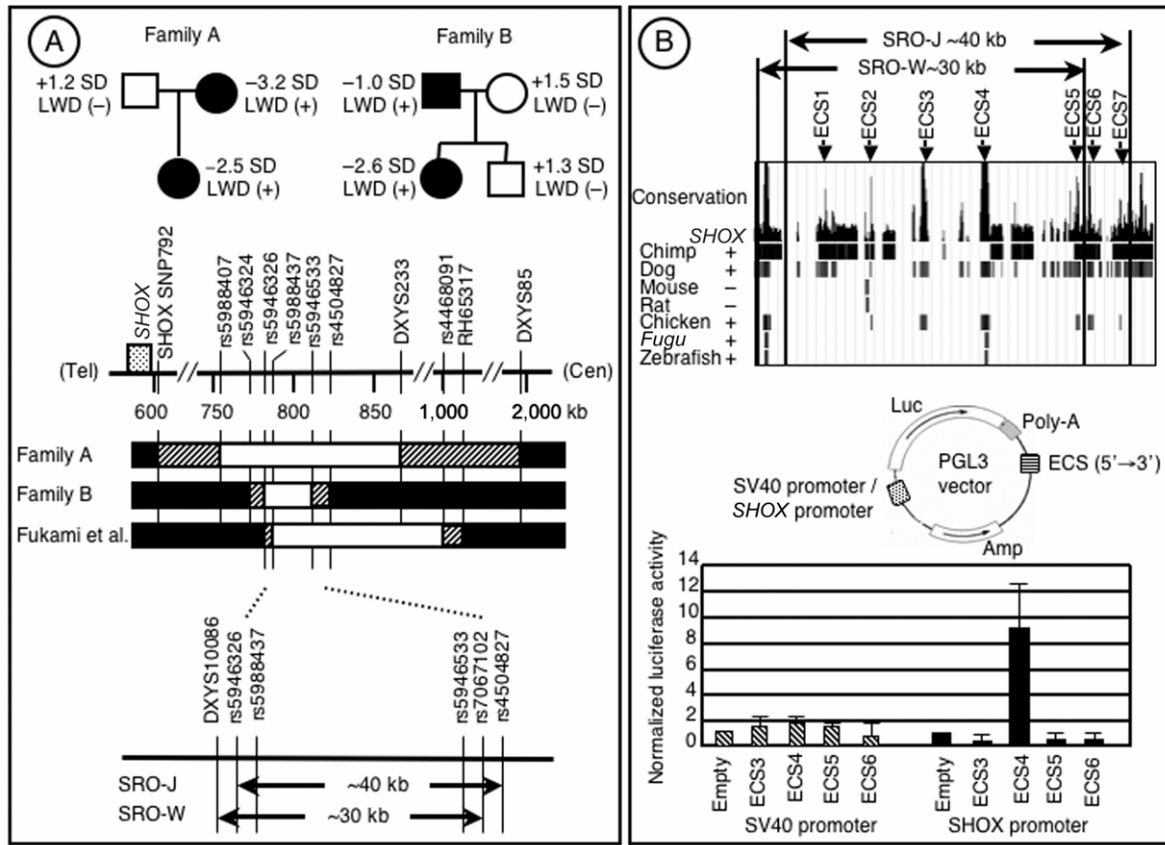 A
Family A
Family B
+1.2 SD
LWD (−)
−3.2 SD
LWD (+)
−1.0 SD
LWD (+)
+1.5 SD
LWD (−)
−2.5 SD
LWD (+)
−2.6 SD
LWD (+)
+1.3 SD
LWD (−)
SHOX
SHOX SNP792
rs5988407
rs5946324
rs5946326
rs5988437
rs5946533
rs4504827
DXYS233
rs4468091
RH65317
DXYS85
(Tel)
(Cen)
600 750 800 850 1,000 2,000 kb
Family A
Family B
Fukami et al.
DXYS10086
rs5946326
rs5988437
rs5946533
rs7067102
rs4504827
SRO-J ~40 kb
SRO-W ~30 kb
B
SRO-J ~40 kb
SRO-W~30 kb
ECS1
ECS2
ECS3
ECS4
ECS5
ECS6
ECS7
Conservation
SHOX
Chimp +
Dog +
Mouse −
Rat −
Chicken +
Fugu +
Zebrafish +
Luc
Poly-A
PGL3
vector
ECS (5’→3’)
SV40 promoter /
SHOX promoter
Amp
Normalized luciferase activity
14
12
10
8
6
4
2
0
Empty
ECS3
ECS4
ECS5
ECS6
Empty
ECS3
ECS4
ECS5
ECS6
SV40 promoter
SHOX promoter